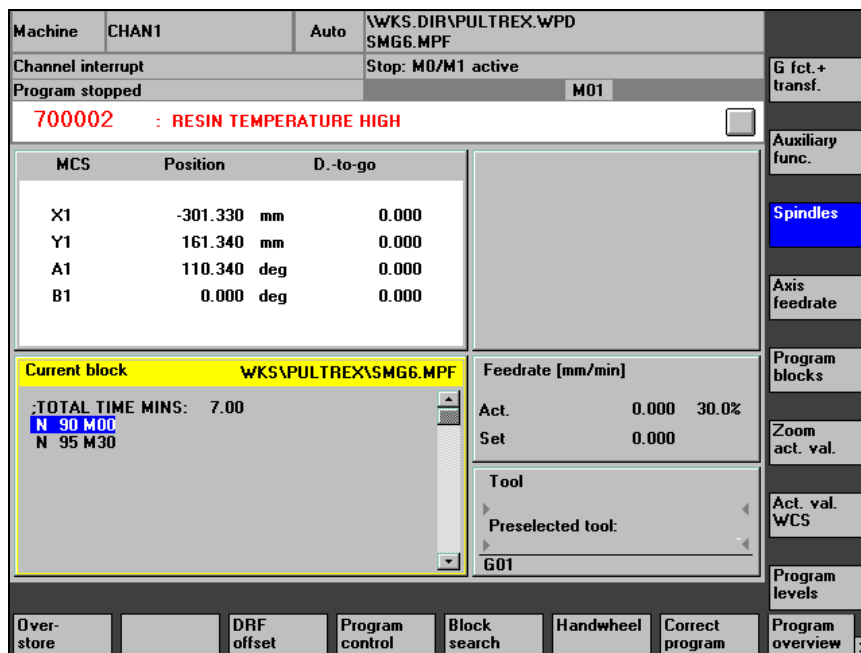 Machine CHAN1 Auto \WKS.DIR\PULTREX.WPD
SMG6.MPF
Channel interrupt Stop: M0/M1 active
Program stopped M01
700002 : RESIN TEMPERATURE HIGH
MCS Position D.-to-go
X1 -301.330 mm 0.000
Y1 161.340 mm 0.000
A1 110.340 deg 0.000
B1 0.000 deg 0.000
Current block WKS\PULTREX\SMG6.MPF
;TOTAL TIME MINS: 7.00
N 90 M00
N 95 M30
Feedrate [mm/min]
Act. 0.000 30.0%
Set 0.000
Tool
Preselected tool:
G01
G fct.+
transf.
Auxiliary
func.
Spindles
Axis
feedrate
Program
blocks
Zoom
act. val.
Act. val.
WCS
Program
levels
Over-
store
DRF
offset
Program
control
Block
search
Handwheel
Correct
program
Program
overview